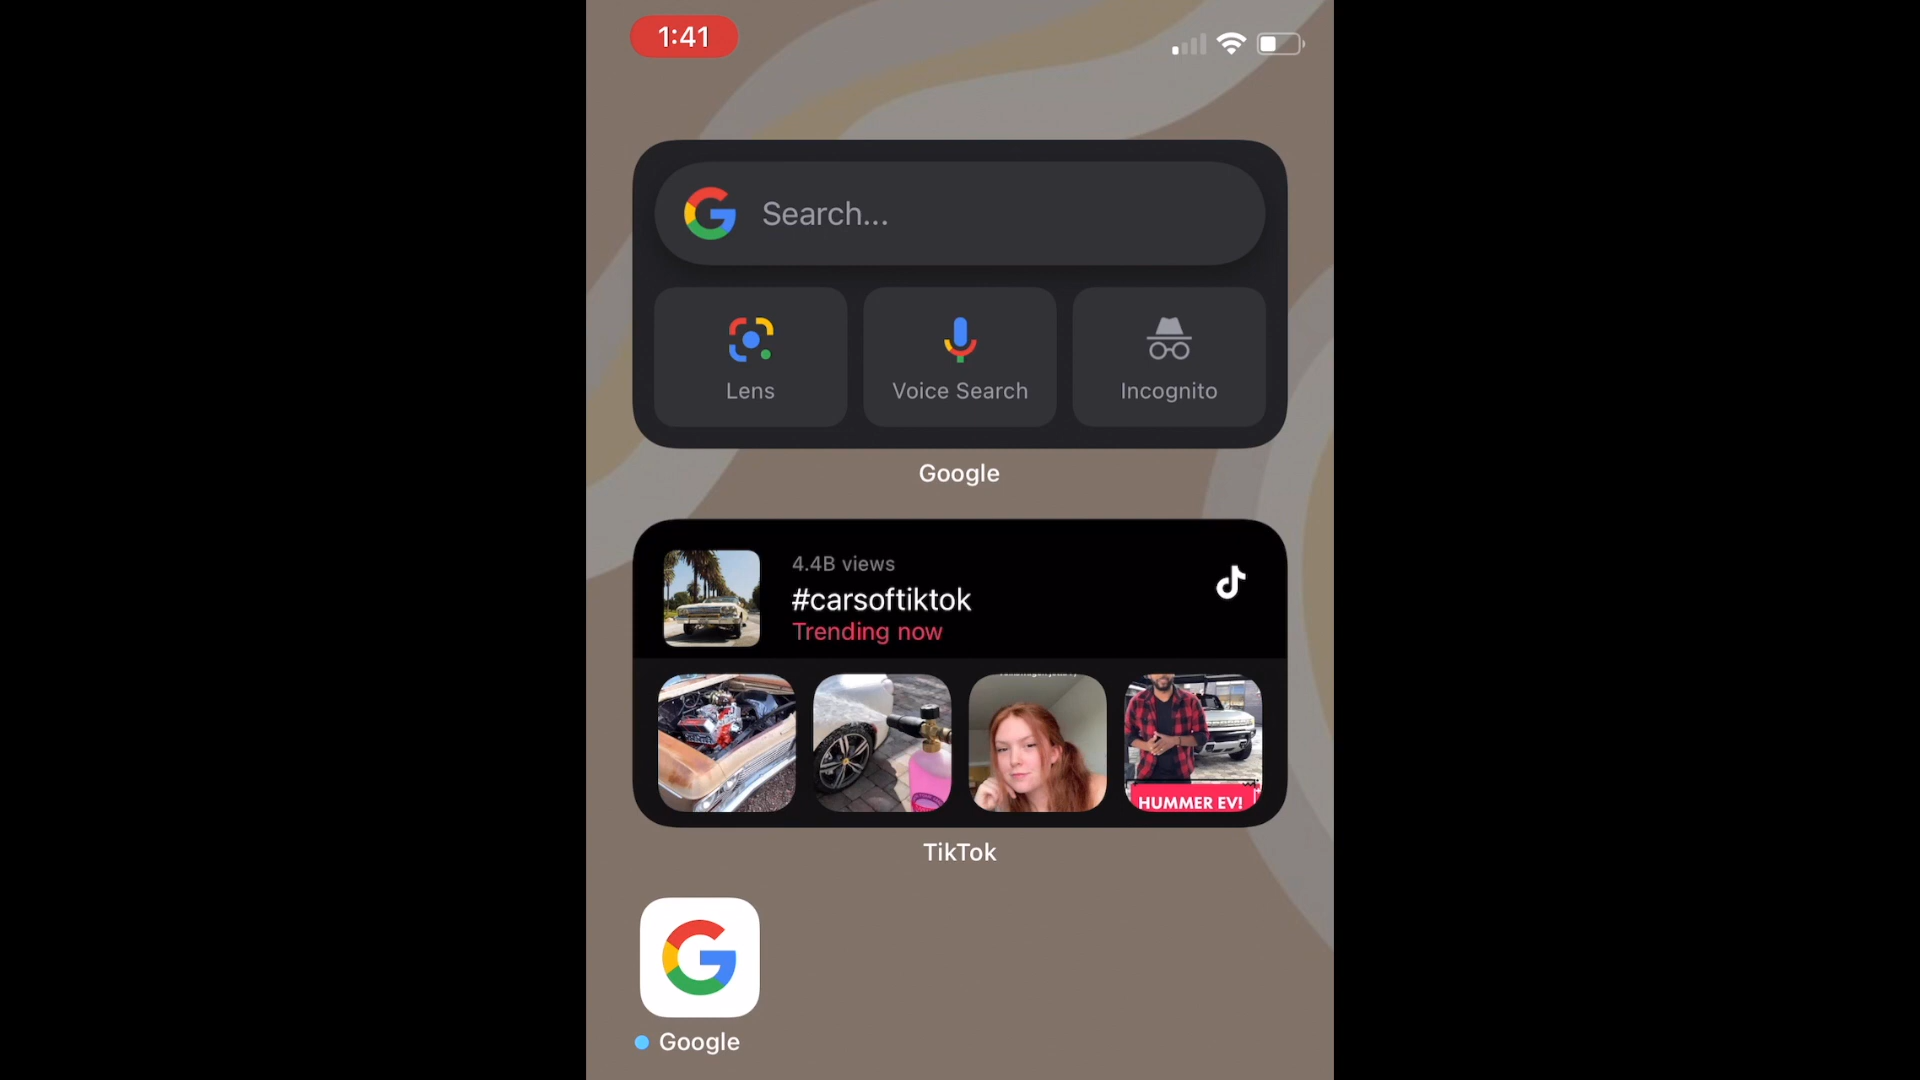 1:41
Search...
Lens
Voice Search
Incognito
Google
4.4B views
#carsoftiktok
Trending now
HUMMER EV!
TikTok
Google